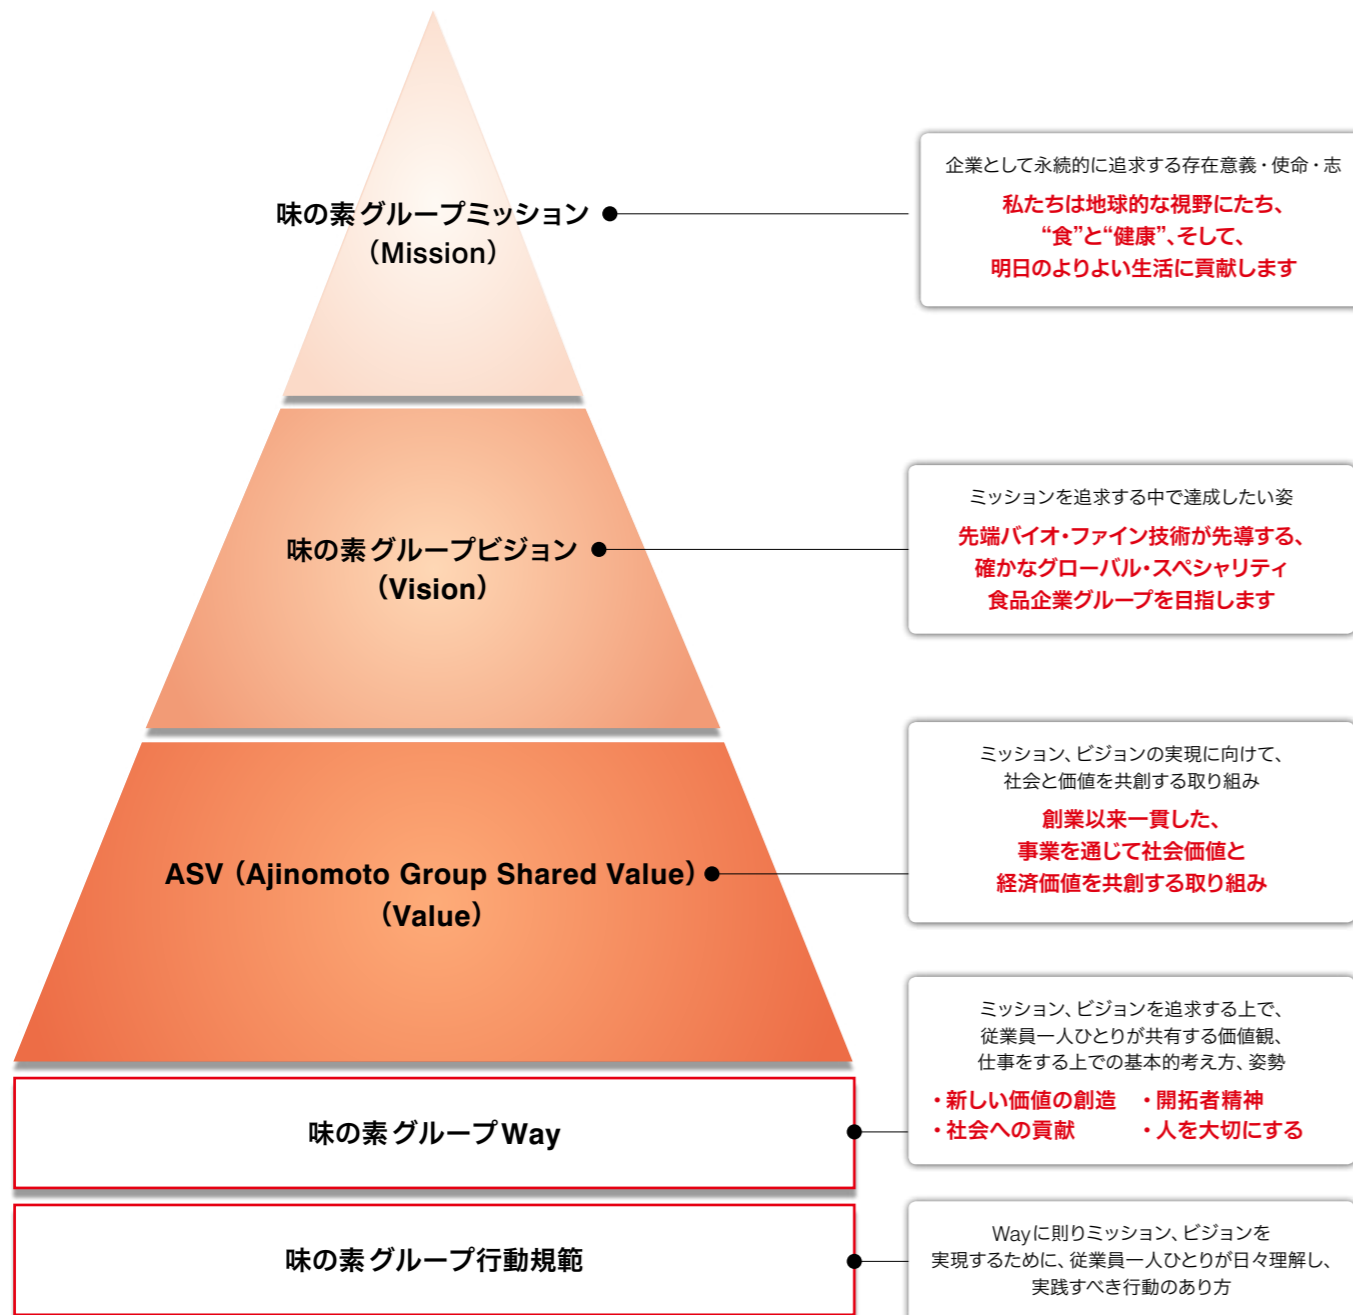 味の素グループミッション
（Mission）
企業として永続的に追求する存在意義・使命・志
私たちは地球的な視野にたち、
“食”と“健康”、そして、
明日のよりよい生活に貢献します
味の素グループビジョン
（Vision）
ミッションを追求する中で達成したい姿
先端バイオ・ファイン技術が先導する、
確かなグローバル・スペシャリティ
食品企業グループを目指します
ASV（Ajinomoto Group Shared Value）
（Value）
ミッション、ビジョンの実現に向けて、
社会と価値を共創する取り組み
創業以来一貫した、
事業を通じて社会価値と
経済価値を共創する取り組み
味の素グループWay
ミッション、ビジョンを追求する上で、
従業員一人ひとりが共有する価値観、
仕事をする上での基本的考え方、姿勢
・新しい価値の創造 ・開拓者精神
・社会への貢献 ・人を大切にする
味の素グループ行動規範
Wayに則りミッション、ビジョンを
実現するために、従業員一人ひとりが日々理解し、
実践すべき行動のあり方